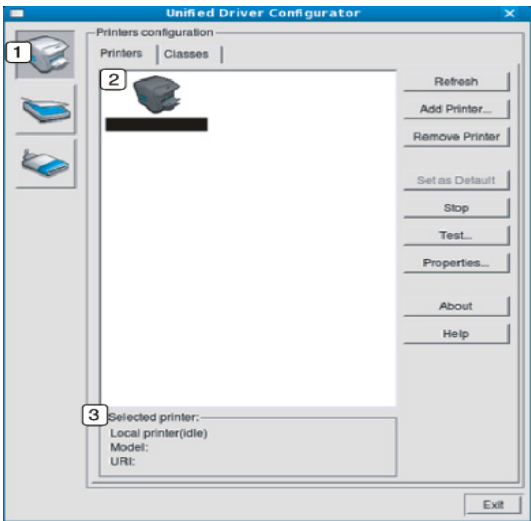 Unified Driver Configurator
1
Printers configuration
Printers Classes
2
Refresh
Add Printer...
Remove Printer
Set as Default
Stop
Test...
Properties...
About
Help
3
Selected printer:
Local printer(idle)
Model:
URI:
Exit